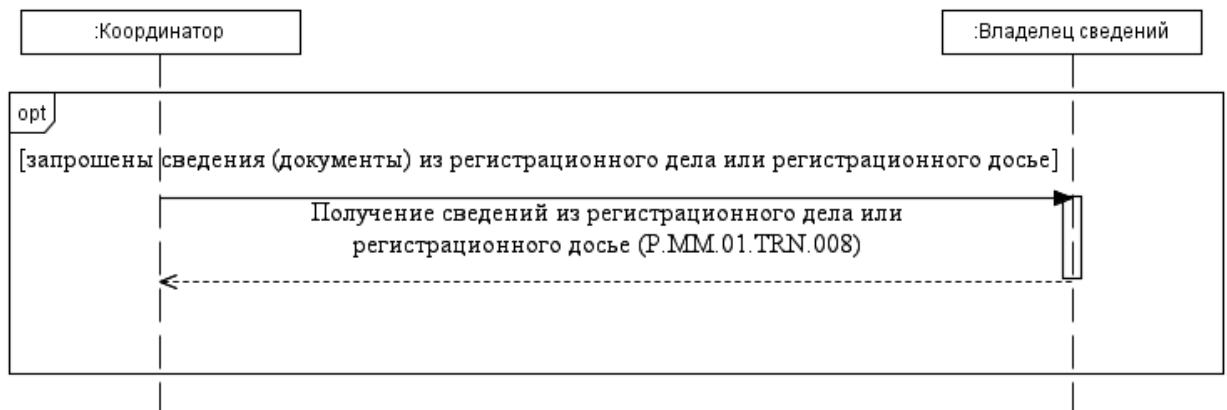 :Координатор
:Владелец сведений
opt
[запрошены сведения (документы) из регистрационного дела или регистрационного досье]
Получение сведений из регистрационного дела или
регистрационного досье (P.MM.01.TRN.008)